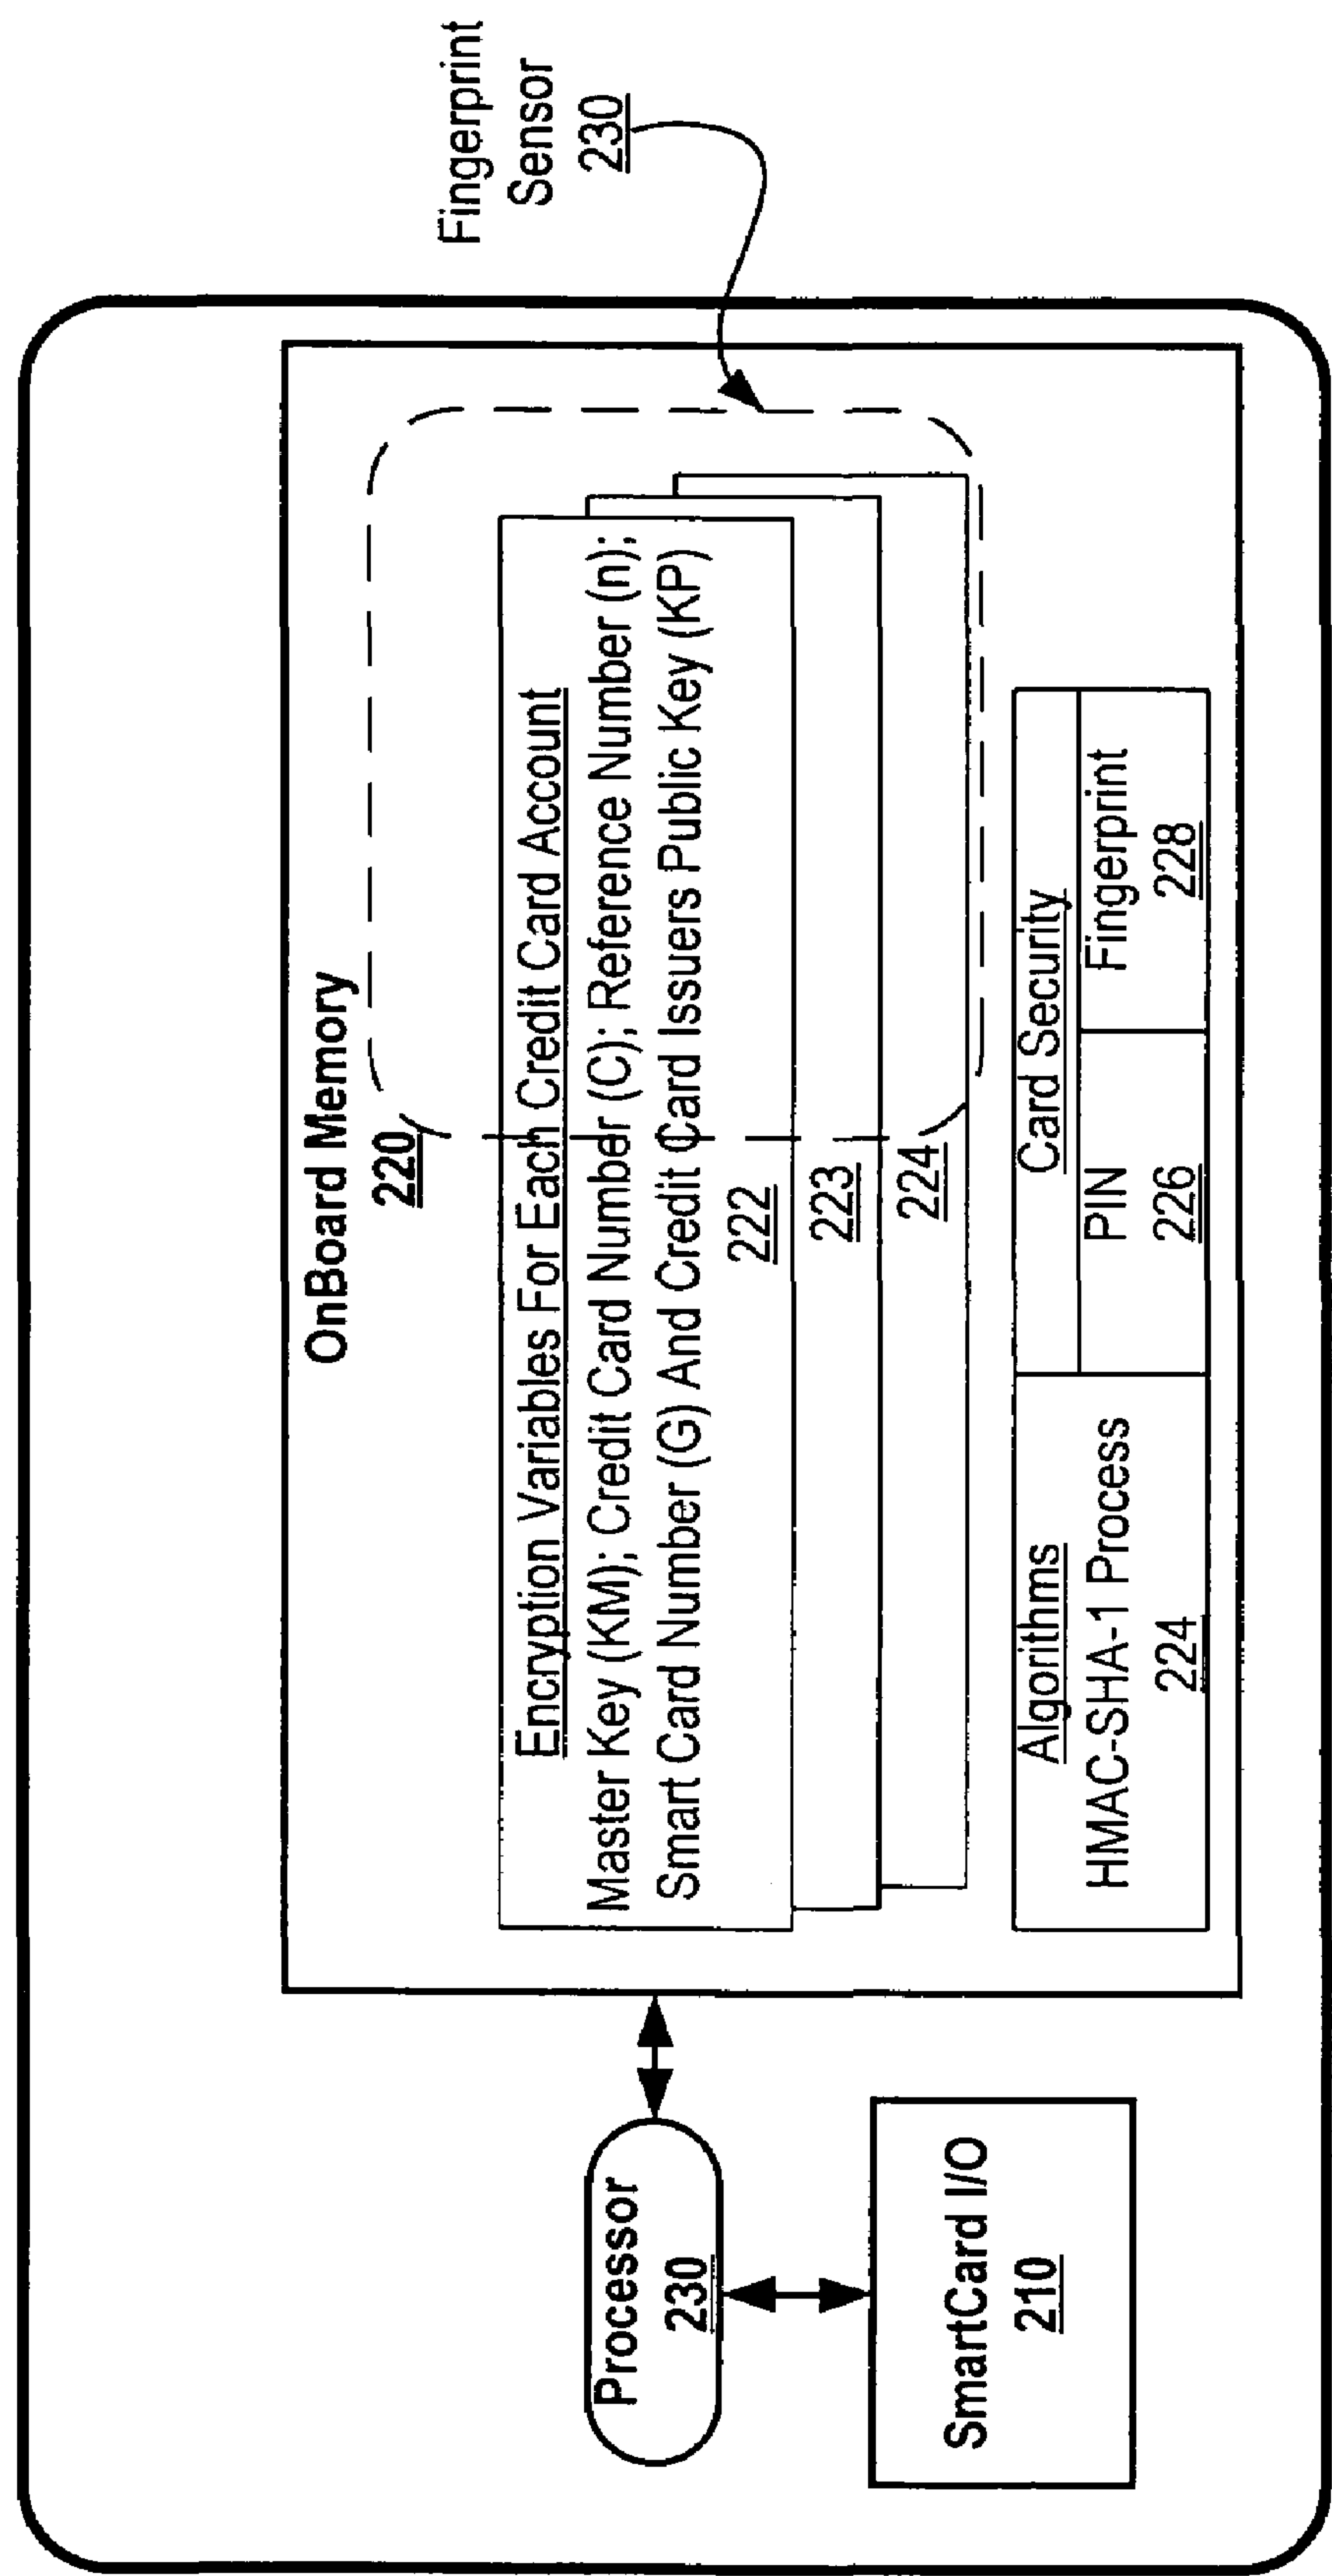 Fingerprint
Sensor
230
OnBoard Memory
220
Encryption Variables For Each Credit Card Account
Master Key (KM); Credit Card Number (C); Reference Number (n);
Smart Card Number (G) And Credit Card Issuers Public Key (KP)
222
223
224
Algorithms
HMAC-SHA-1 Process
224
Card Security
PIN
226
Fingerprint
228
Processor
230
SmartCard I/O
210